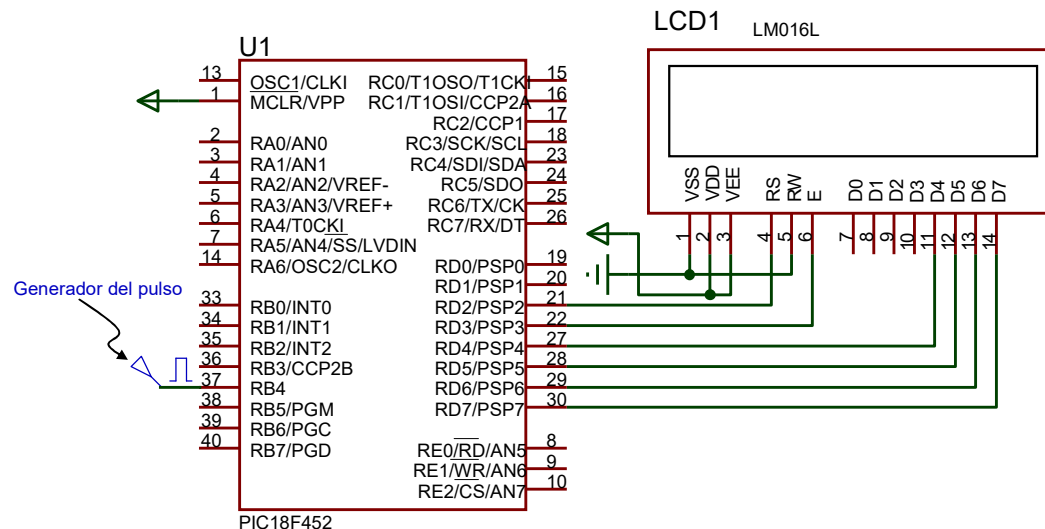 U1
13 OSC1/CLKI
1 MCLR/VPP
2 RA0/AN0
3 RA1/AN1
4 RA2/AN2/VREF-
5 RA3/AN3/VREF+
6 RA4/T0CKI
7 RA5/AN4/SS/LVDIN
14 RA6/OSC2/CLKO
33 RB0/INT0
34 RB1/INT1
35 RB2/INT2
36 RB3/CCP2B
37 RB4
38 RB5/PGM
39 RB6/PGC
40 RB7/PGD
RC0/T1OSO/T1CKI 15
RC1/T1OSI/CCP2A 16
RC2/CCP1 17
RC3/SCK/SCL 18
RC4/SDI/SDA 23
RC5/SDO 24
RC6/TX/CK 25
RC7/RX/DT 26
RD0/PSP0 19
RD1/PSP1 20
RD2/PSP2 21
RD3/PSP3 22
RD4/PSP4 27
RD5/PSP5 28
RD6/PSP6 29
RD7/PSP7 30
RE0/RD/AN5 8
RE1/WR/AN6 9
RE2/CS/AN7 10
PIC18F452
Generador del pulso
LCD1
LM016L
VSS VDD VEE RS RW E D0 D1 D2 D3 D4 D5 D6 D7
1 2 3 4 5 6 7 8 9 10 11 12 13 14